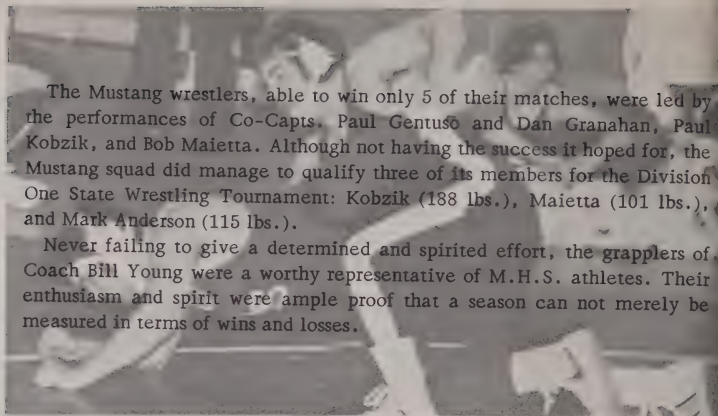 The Mustang wrestlers, able to win only 5 of their matches, were led by
the performances of Co-Capts. Paul Gentuso and Dan Granahan, Paul
Kobzik, and Bob Maietta. Although not having the success it hoped for, the
Mustang squad did manage to qualify three of its members for the Division
One State Wrestling Tournament: Kobzik (188 lbs.), Maietta (101 lbs.),
and Mark Anderson (115 lbs.).
Never failing to give a determined and spirited effort, the grapplers of
Coach Bill Young were a worthy representative of M.H.S. athletes. Their
enthusiasm and spirit were ample proof that a season can not merely be
measured in terms of wins and losses.